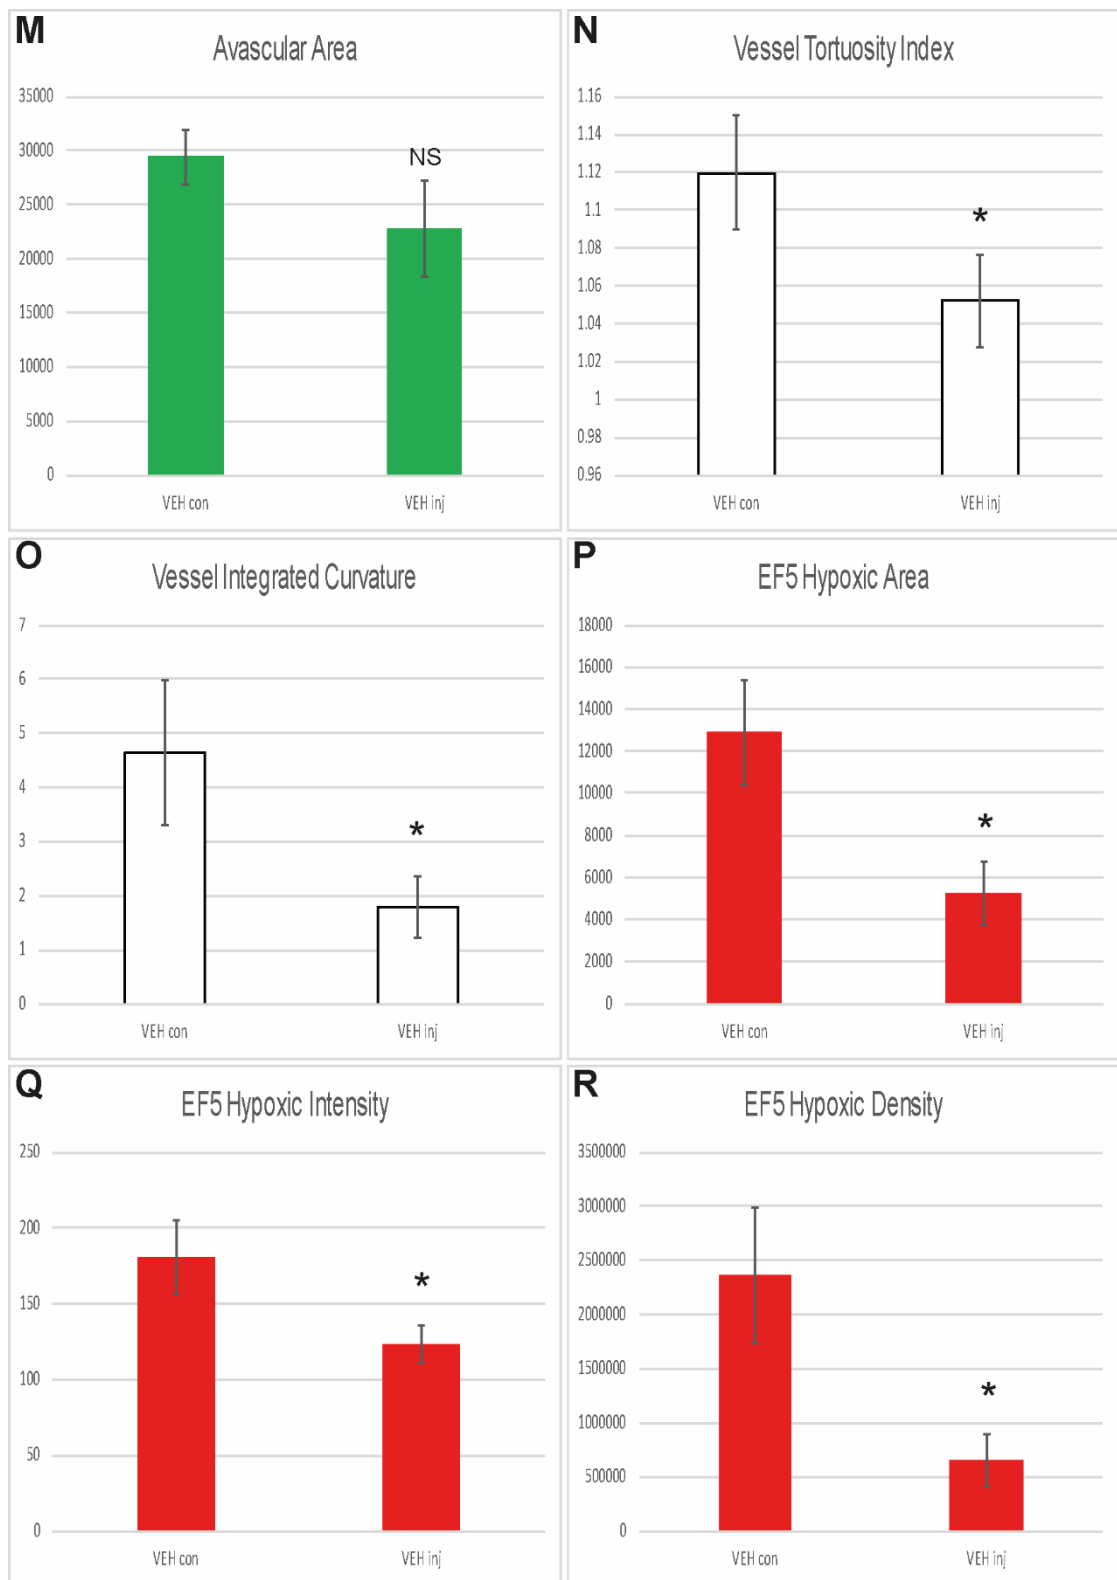 M
Avascular Area
35000
30000
25000
20000
15000
10000
5000
0
NS
VEH con
VEH inj
N
Vessel Tortuosity Index
1.16
1.14
1.12
1.1
1.08
1.06
1.04
1.02
1
0.98
0.96
*
VEH con
VEH inj
O
Vessel Integrated Curvature
7
6
5
4
3
2
1
0
*
VEH con
VEH inj
P
EF5 Hypoxic Area
18000
16000
14000
12000
10000
8000
6000
4000
2000
0
*
VEH con
VEH inj
Q
EF5 Hypoxic Intensity
250
200
150
100
50
0
*
VEH con
VEH inj
R
EF5 Hypoxic Density
3500000
3000000
2500000
2000000
1500000
1000000
500000
0
*
VEH con
VEH inj